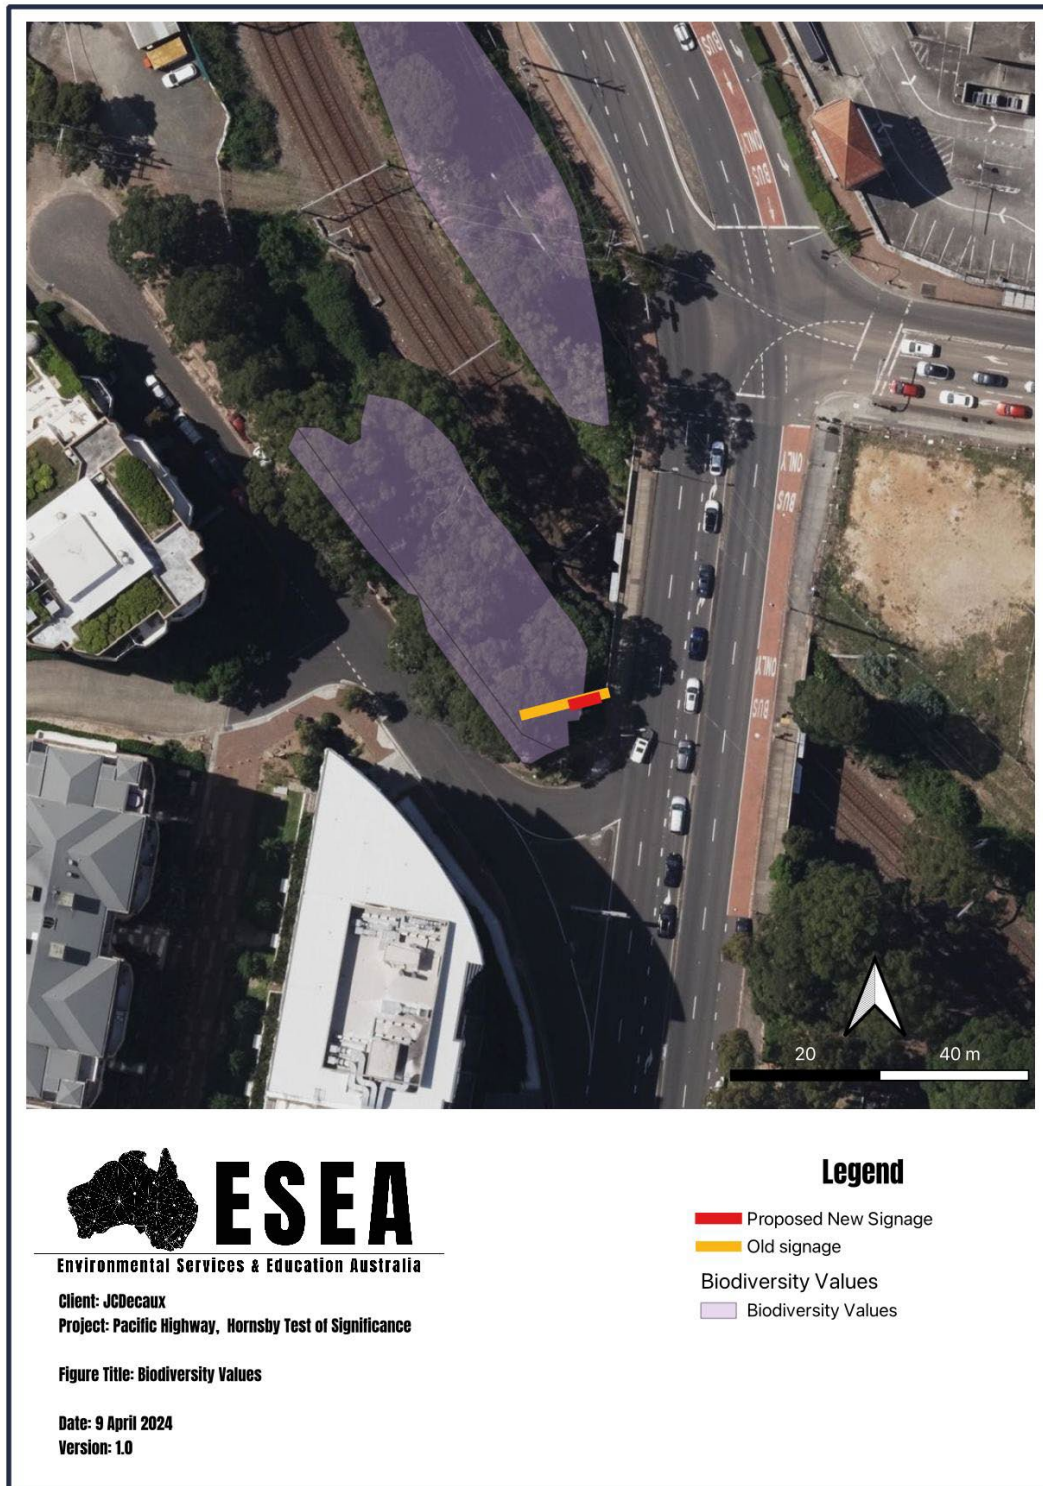 BUS
ONLY
BUS
ONLY
BUS
ONLY
BUS
20
40 m
ESEA
Environmental Services & Education Australia
Client: JCDecaux
Project: Pacific Highway, Hornsby Test of Significance
Figure Title: Biodiversity Values
Date: 9 April 2024
Version: 1.0
Legend
Proposed New Signage
Old signage
Biodiversity Values
Biodiversity Values